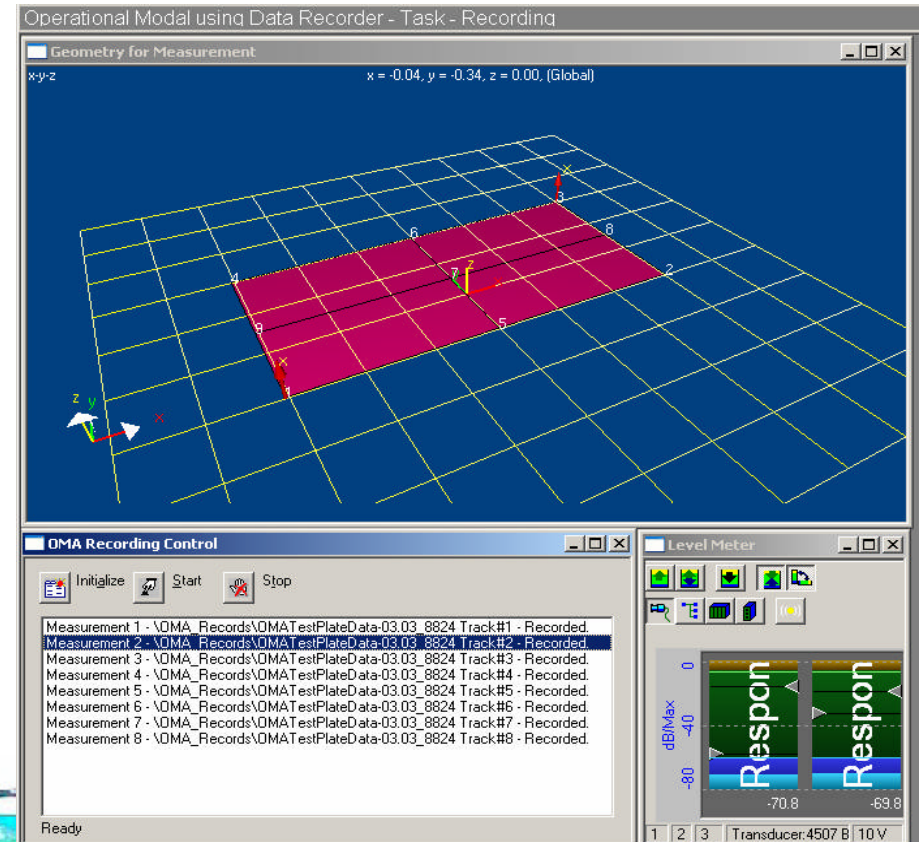 Operational Modal using Data Recorder - Task - Recording
Geometry for Measurement
x-y-z
x = -0.04, y = -0.34, z = 0.00, (Global)
x
3
6
8
4
7
z
2
9
5
x
1
z
y
x
OMA Recording Control
Initialize
Start
Stop
Measurement 1 - \OMA_Records\OMATestPlateData-03.03_8824 Track#1 - Recorded.
Measurement 2 - \OMA_Records\OMATestPlateData-03.03_8824 Track#2 - Recorded.
Measurement 3 - \OMA_Records\OMATestPlateData-03.03_8824 Track#3 - Recorded.
Measurement 4 - \OMA_Records\OMATestPlateData-03.03_8824 Track#4 - Recorded.
Measurement 5 - \OMA_Records\OMATestPlateData-03.03_8824 Track#5 - Recorded.
Measurement 6 - \OMA_Records\OMATestPlateData-03.03_8824 Track#6 - Recorded.
Measurement 7 - \OMA_Records\OMATestPlateData-03.03_8824 Track#7 - Recorded.
Measurement 8 - \OMA_Records\OMATestPlateData-03.03_8824 Track#8 - Recorded.
Ready
Level Meter
dB/Max
0
-40
-80
Respon
Respon
-70.8
-69.8
1 2 3 Transducer:4507 B 10 V